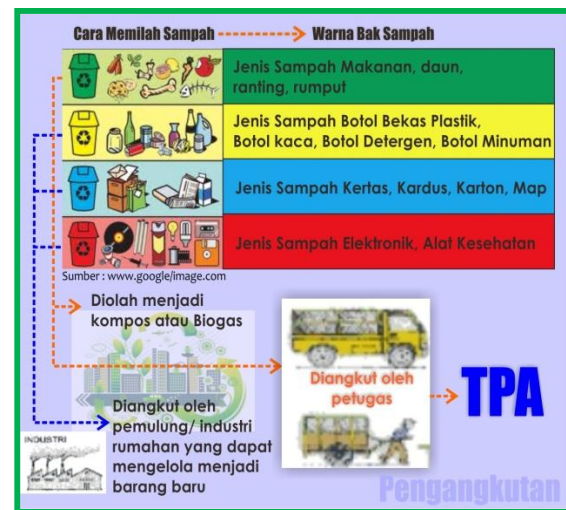 Cara Memilah Sampah Warna Bak Sampah
Jenis Sampah Makanan, daun,
ranting, rumput
Jenis Sampah Botol Bekas Plastik,
Botol kaca, Botol Detergen, Botol Minuman
Jenis Sampah Kertas, Kardus, Karton, Map
Jenis Sampah Elektronik, Alat Kesehatan
Sumber : www.google/image.com
Diolah menjadi
kompos atau Biogas
Diangkut oleh
petugas
TPA
Diangkut oleh
pemulung/ industri
rumahan yang dapat
mengelola menjadi
barang baru
INDUSTRI
Pengangkutan